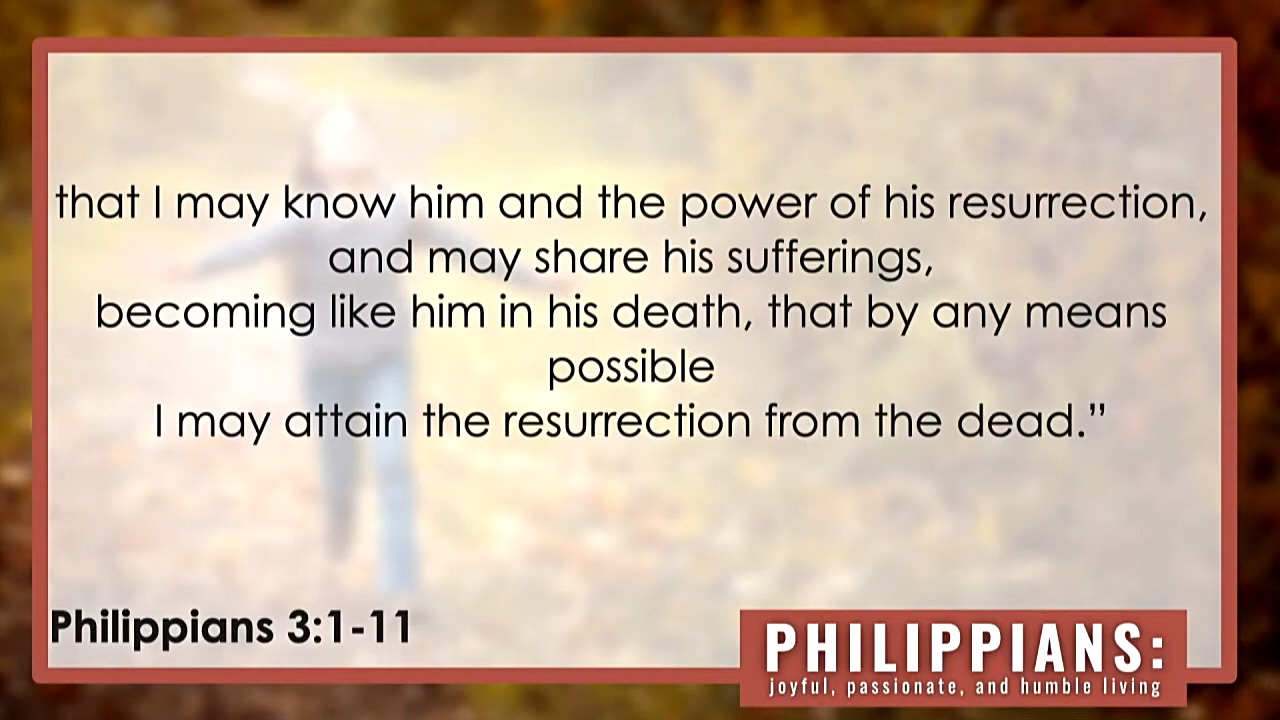 that I may know him and the power of his resurrection,
and may share his sufferings,
becoming like him in his death, that by any means
possible
I may attain the resurrection from the dead.”
Philippians 3:1-11
PHILIPPIANS:
joyful, passionate, and humble living